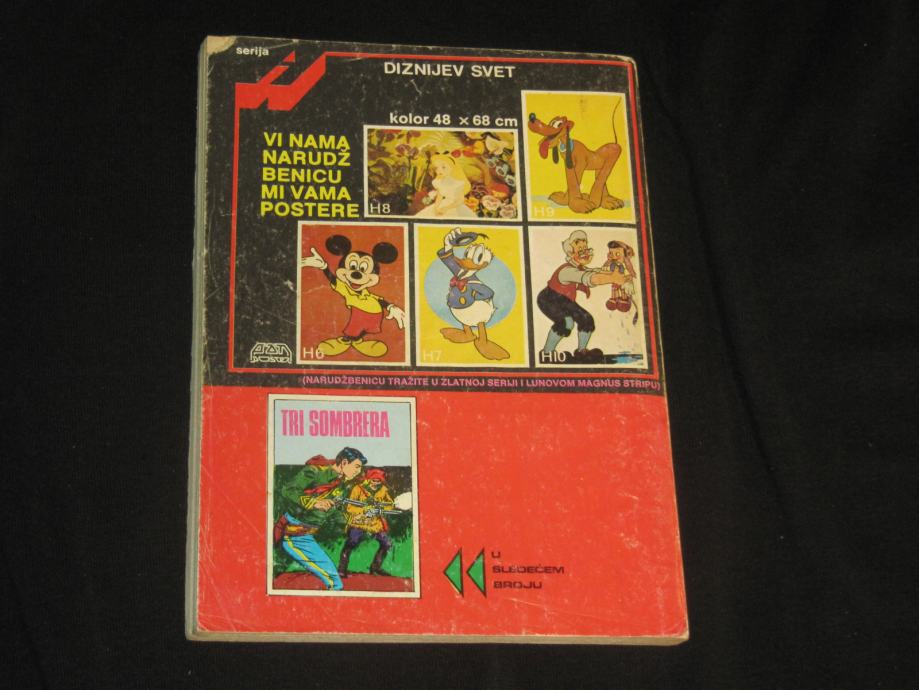 serija
DIZNIJEV SVET
kolor 48 x 68 cm
VI NAMA
NARUDŽ
BENICU
MI VAMA
POSTERE
H8
H9
H6
H7
H10
(NARUDŽBENICU TRAŽITE U ZLATNOJ SERIJI I LUNOVOM MAGNUS STRIPU)
TRI SOMBRERA
U
SLEDEĆEM
BROJU